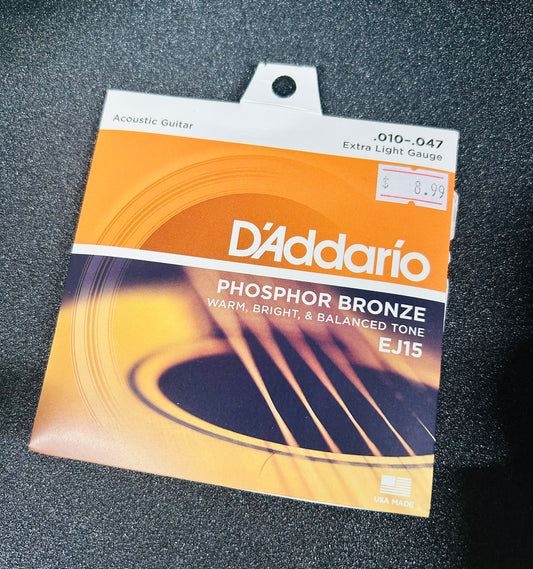 Acoustic Guitar
.010–.047
Extra Light Gauge
$ 8.99
D'Addario
PHOSPHOR BRONZE
WARM, BRIGHT, & BALANCED TONE
EJ15
USA MADE